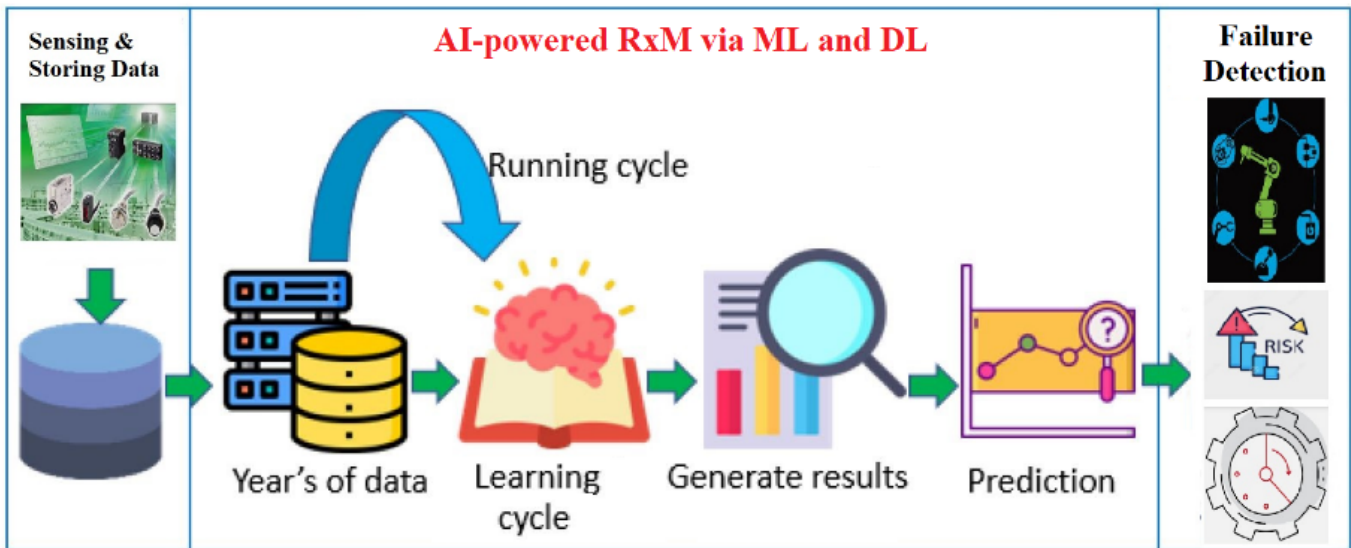 Sensing &
Storing Data
AI-powered RxM via ML and DL
Running cycle
Year’s of data
Learning
cycle
Generate results
Prediction
?
Failure
Detection
!
RISK